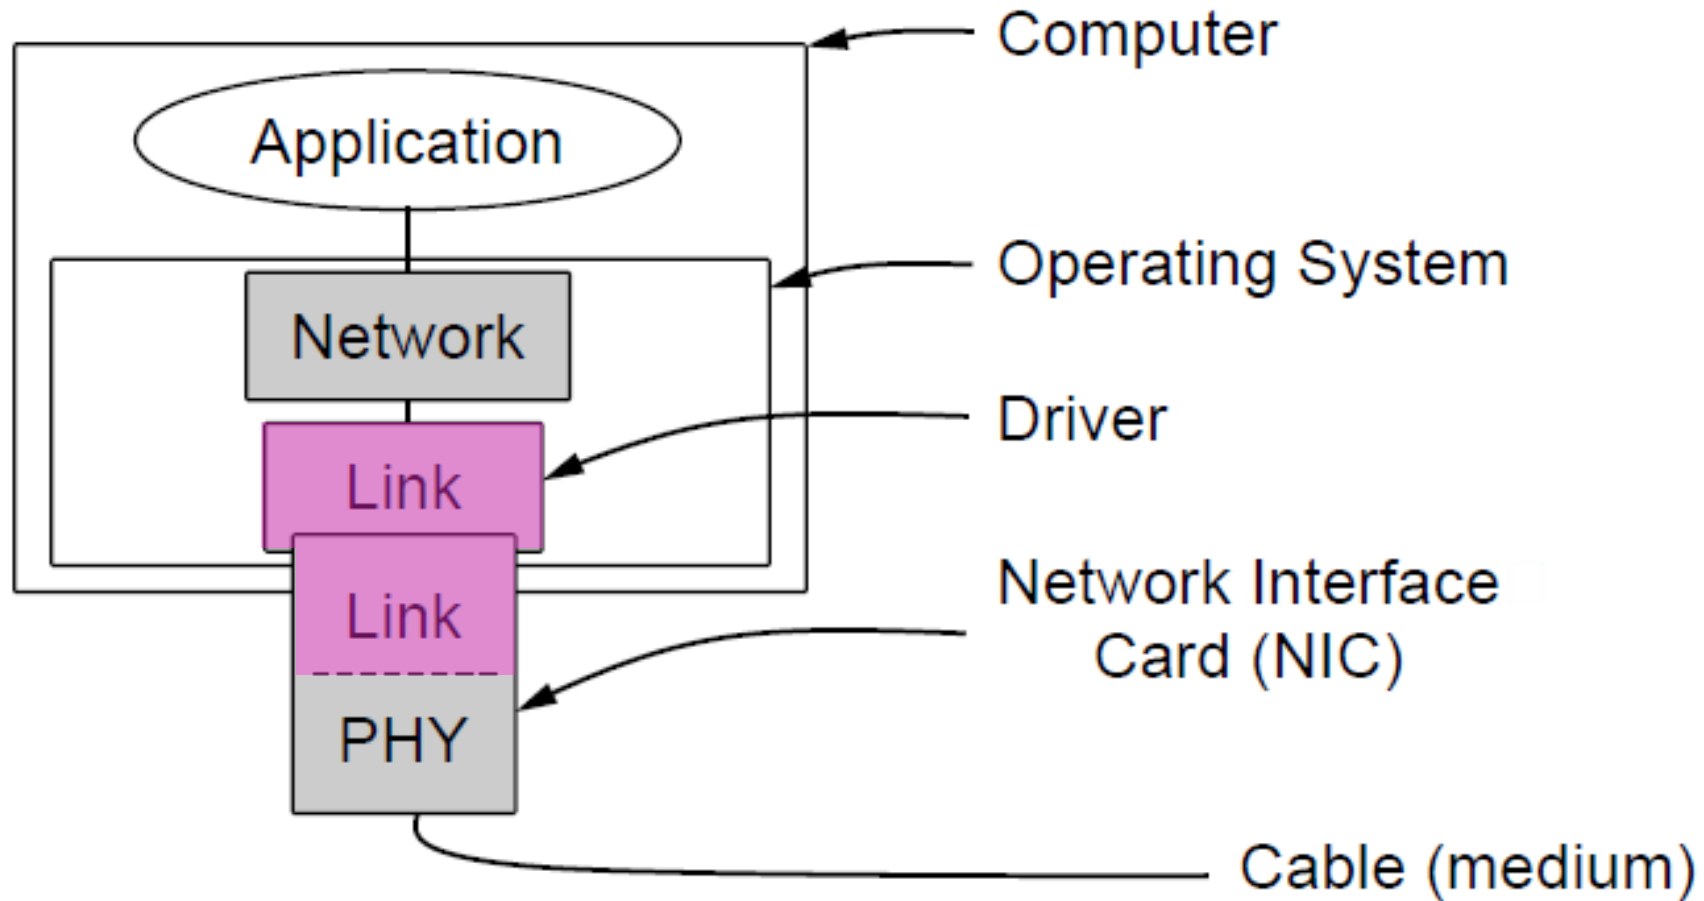 Computer
Application
Operating System
Network
Driver
Link
Network Interface
Card (NIC)
Link
PHY
Cable (medium)